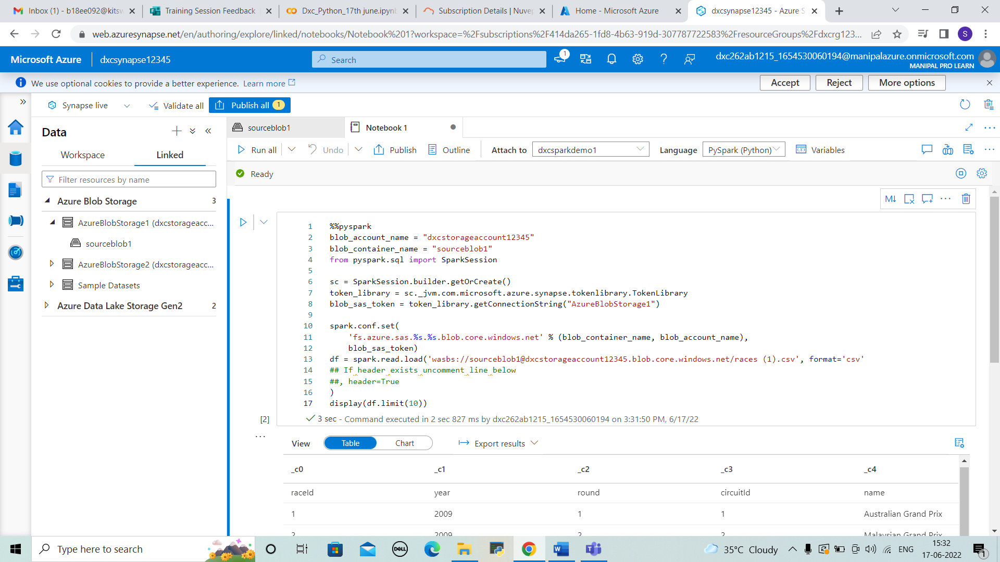 Inbox (1) - b18ee092@kitsw
Training Session Feedback
Dxc_Python_17th june.ipynb
Subscription Details | Nuvep
Home - Microsoft Azure
dxcsynapse12345 - Azure S
web.azuresynapse.net/en/authoring/explore/linked/notebooks/Notebook%201?workspace=%2Fsubscriptions%2F414da265-1fd8-4b63-919d-307787722583%2FresourceGroups%2Fdxcrg123...
S
Microsoft Azure
dxcsynapse12345
Search
1
dxc262ab1215_1654530060194@manipalazure.onmicrosoft.com
MANIPAL PRO LEARN
We use optional cookies to provide a better experience. Learn more
Accept
Reject
More options
Synapse live
Validate all
Publish all 1
Data
Workspace
Linked
Filter resources by name
Azure Blob Storage 3
AzureBlobStorage1 (dxcstorageacc...
sourceblob1
AzureBlobStorage2 (dxcstorageacc...
Sample Datasets
Azure Data Lake Storage Gen2 2
sourceblob1
Notebook 1
Run all
Undo
Publish
Outline
Attach to
dxcsparkdemo1
Language
PySpark (Python)
Variables
Ready
M↓
1 %%pyspark
2 blob_account_name = "dxcstorageaccount12345"
3 blob_container_name = "sourceblob1"
4 from pyspark.sql import SparkSession
5
6 sc = SparkSession.builder.getOrCreate()
7 token_library = sc._jvm.com.microsoft.azure.synapse.tokenlibrary.TokenLibrary
8 blob_sas_token = token_library.getConnectionString("AzureBlobStorage1")
9
10 spark.conf.set(
11 'fs.azure.sas.%s.%s.blob.core.windows.net' % (blob_container_name, blob_account_name),
12 blob_sas_token)
13 df = spark.read.load('wasbs://sourceblob1@dxcstorageaccount12345.blob.core.windows.net/races (1).csv', format='csv'
14 ## If header exists uncomment line below
15 ##, header=True
16 )
17 display(df.limit(10))
[2]
3 sec - Command executed in 2 sec 827 ms by dxc262ab1215_1654530060194 on 3:31:50 PM, 6/17/22
View
Table
Chart
Export results
_c0 _c1 _c2 _c3 _c4
raceId year round circuitId name
1 2009 1 1 Australian Grand Prix
2 2009 2 2 Malaysian Grand Prix
Type here to search
DELL
35°C Cloudy
ENG
15:32
17-06-2022
1